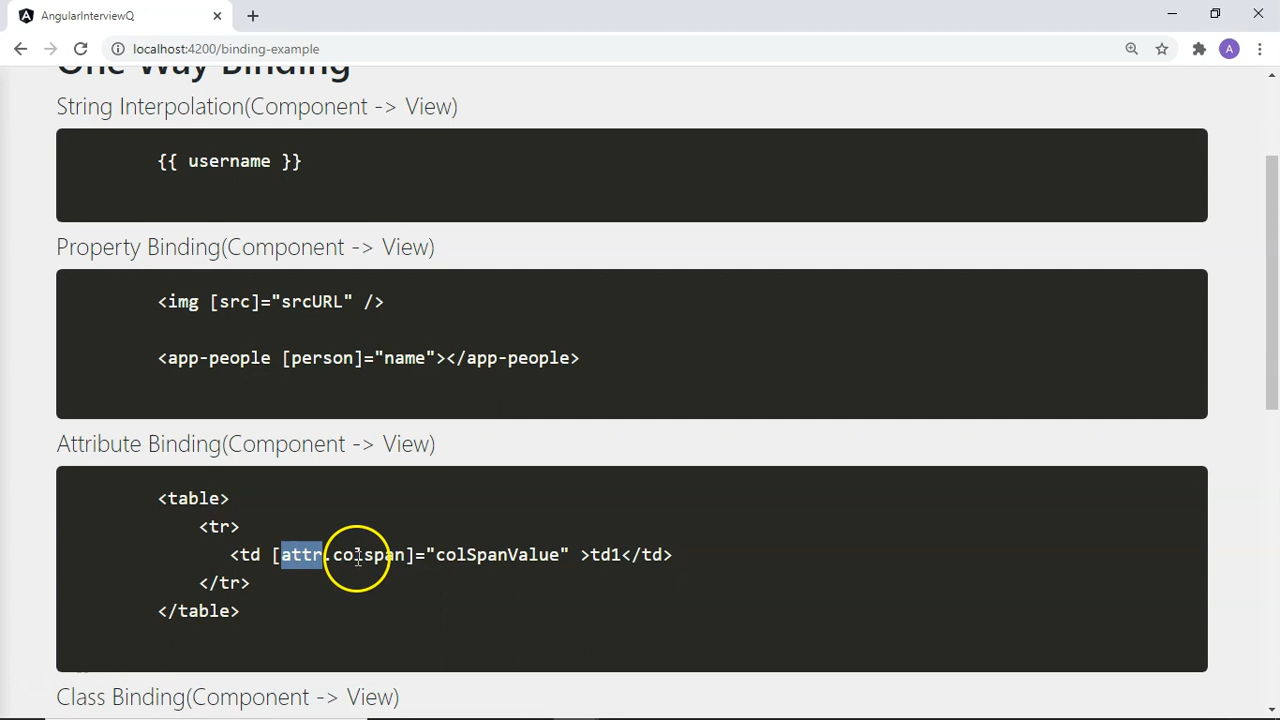 AngularInterviewQ
localhost:4200/binding-example
A
One Way Binding
String Interpolation(Component -> View)
{{ username }}
Property Binding(Component -> View)
<img [src]="srcURL" />
<app-people [person]="name"></app-people>
Attribute Binding(Component -> View)
<table>
<tr>
<td [attr.colspan]="colSpanValue" >td1</td>
</tr>
</table>
Class Binding(Component -> View)